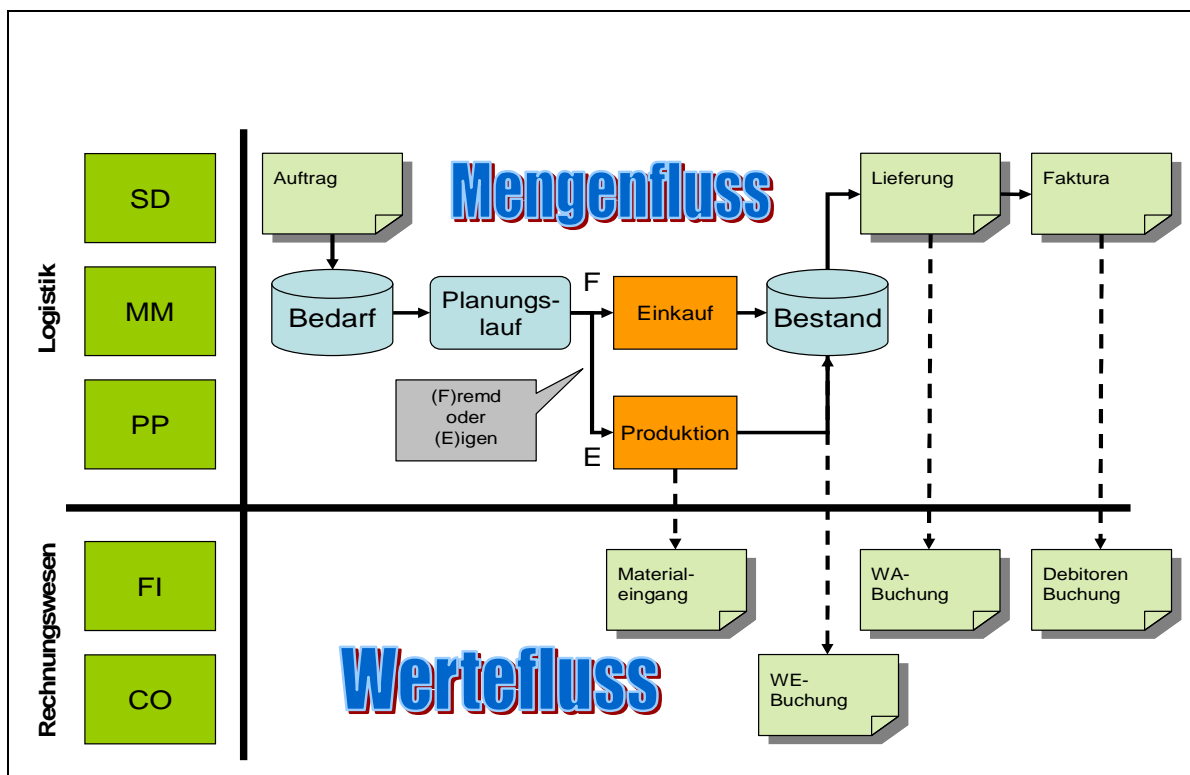 SD
Auftrag
Mengenfluss
Lieferung
Faktura
Logistik
MM
Bedarf
Planungs-
lauf
F
Einkauf
Bestand
PP
(F)remd
oder
(E)igen
E
Produktion
Rechnungswesen
FI
Material-
eingang
WA-
Buchung
Debitoren
Buchung
CO
Wertefluss
WE-
Buchung